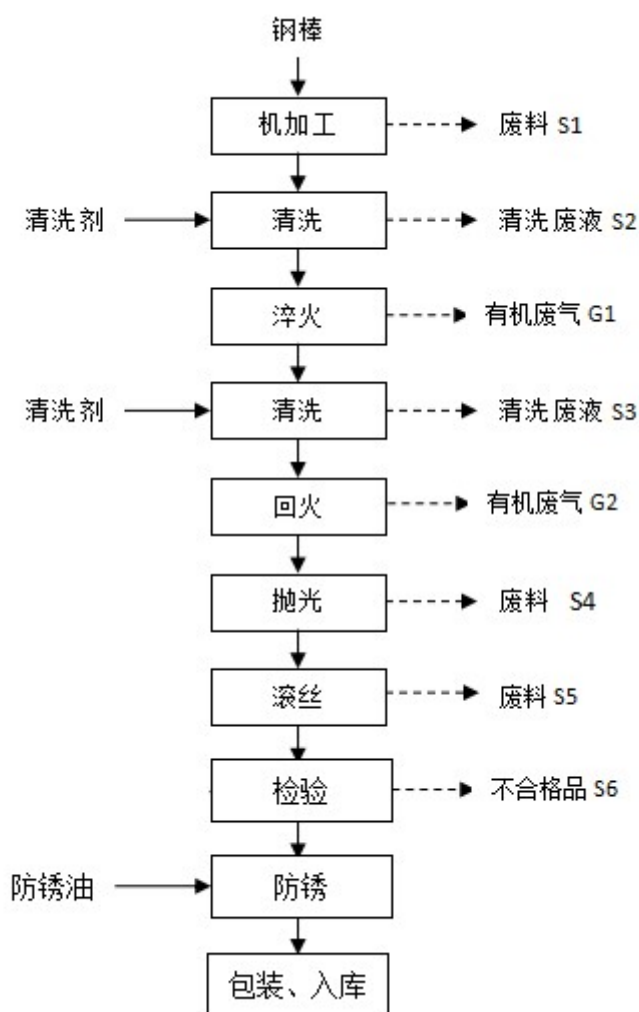 钢棒
机加工
废料 S1
清洗剂
清洗
清洗废液 S2
淬火
有机废气 G1
清洗剂
清洗
清洗废液 S3
回火
有机废气 G2
抛光
废料 S4
滚丝
废料 S5
检验
不合格品 S6
防锈油
防锈
包装、入库